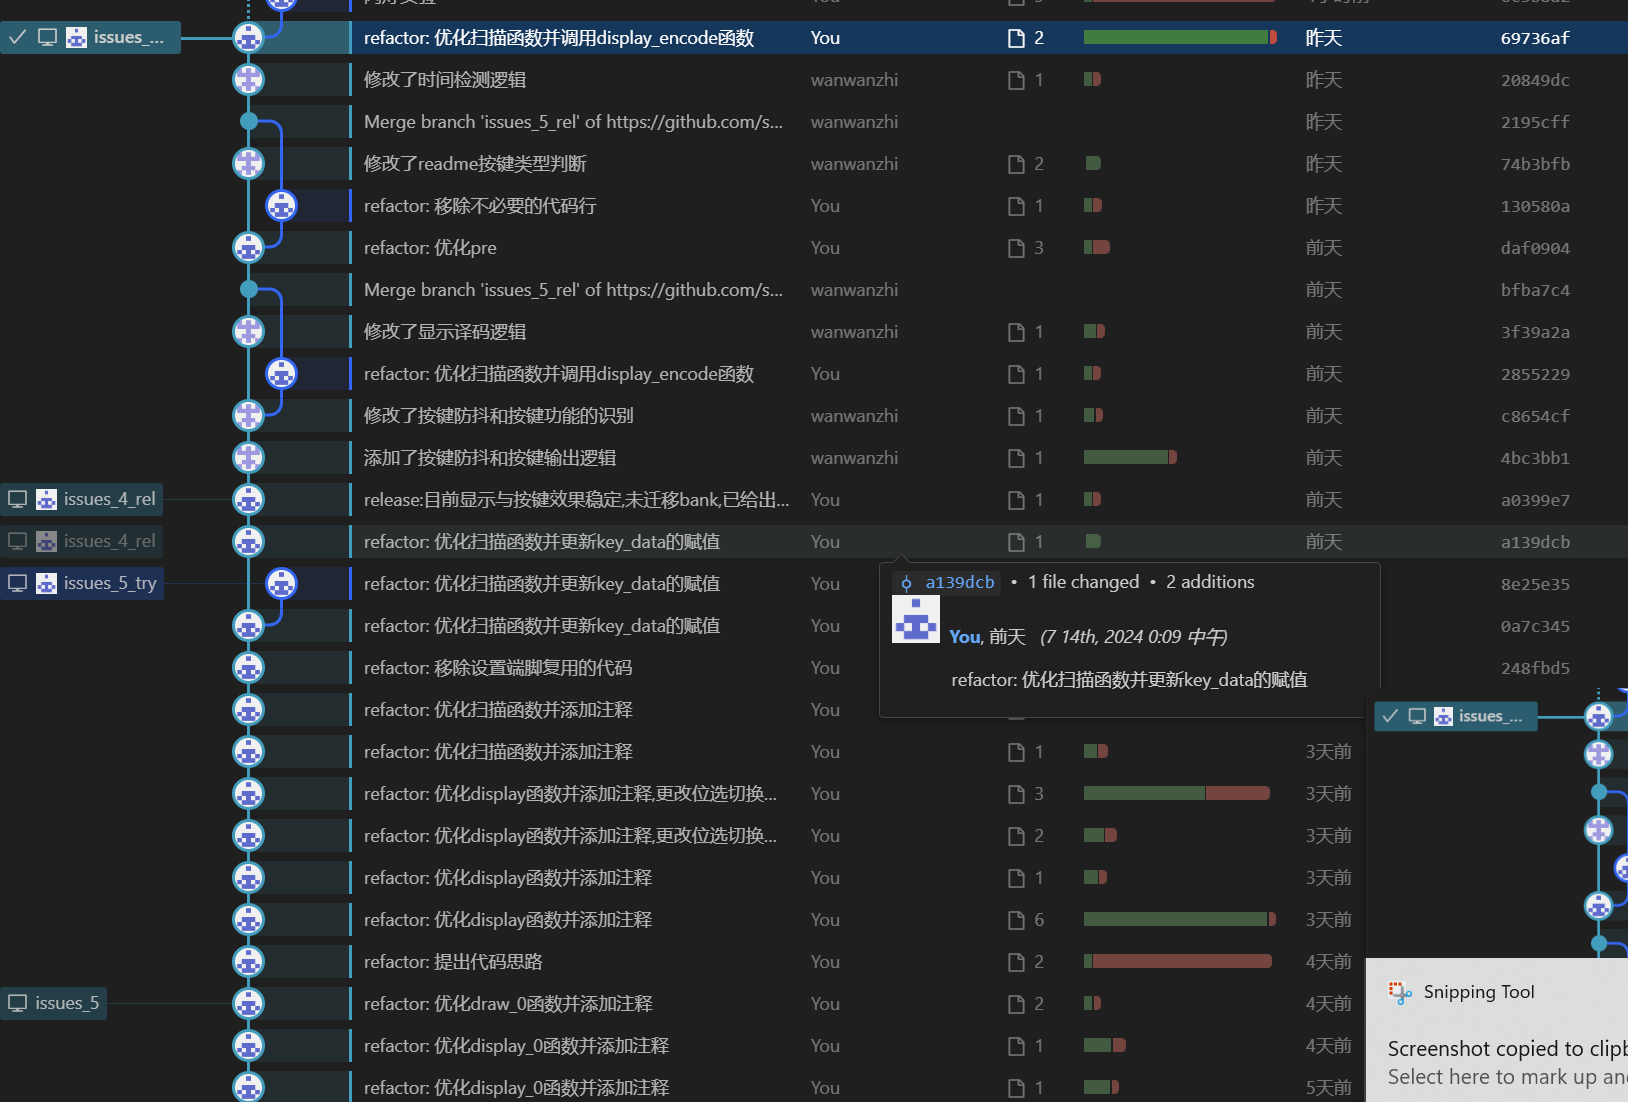 issues_...
refactor: 优化扫描函数并调用display_encode函数 You 2 昨天 69736af
修改了时间检测逻辑 wanwanzhi 1 昨天 20849dc
Merge branch 'issues_5_rel' of https://github.com/s... wanwanzhi 昨天 2195cff
修改了readme按键类型判断 wanwanzhi 2 昨天 74b3bfb
refactor: 移除不必要的代码行 You 1 昨天 130580a
refactor: 优化pre You 3 前天 daf0904
Merge branch 'issues_5_rel' of https://github.com/s... wanwanzhi 前天 bfba7c4
修改了显示译码逻辑 wanwanzhi 1 前天 3f39a2a
refactor: 优化扫描函数并调用display_encode函数 You 1 前天 2855229
修改了按键防抖和按键功能的识别 wanwanzhi 1 前天 c8654cf
添加了按键防抖和按键输出逻辑 wanwanzhi 1 前天 4bc3bb1
issues_4_rel release:目前显示与按键效果稳定,未迁移bank,已给出... You 1 前天 a0399e7
issues_4_rel refactor: 优化扫描函数并更新key_data的赋值 You 1 前天 a139dcb
issues_5_try refactor: 优化扫描函数并更新key_data的赋值 You 8e25e35
refactor: 优化扫描函数并更新key_data的赋值 You 0a7c345
refactor: 移除设置端脚复用的代码 You 248fbd5
a139dcb • 1 file changed • 2 additions
You, 前天 (7 14th, 2024 0:09 中午)
refactor: 优化扫描函数并更新key_data的赋值
refactor: 优化扫描函数并添加注释 You
refactor: 优化扫描函数并添加注释 You 1 3天前
refactor: 优化display函数并添加注释,更改位选切换... You 3 3天前
refactor: 优化display函数并添加注释,更改位选切换... You 2 3天前
refactor: 优化display函数并添加注释 You 1 3天前
refactor: 优化display函数并添加注释 You 6 3天前
refactor: 提出代码思路 You 2 4天前
issues_5 refactor: 优化draw_0函数并添加注释 You 2 4天前
refactor: 优化display_0函数并添加注释 You 1 4天前
refactor: 优化display_0函数并添加注释 You 1 5天前
issues_...
Snipping Tool
Screenshot copied to
Select here to mark up